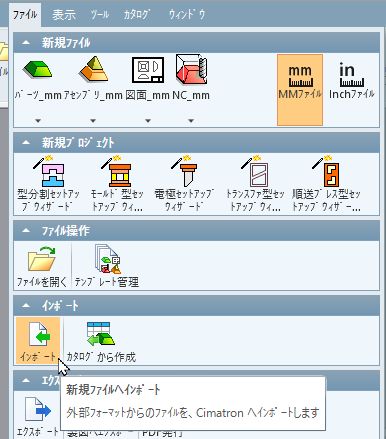 ファイル 表示 ツール カタログ ウィンドウ
新規ファイル
mm in
パーツ_mm アセンブリ_mm 図面_mm NC_mm MMファイル Inchファイル
新規プロジェクト
型分割セットアッ モールド型セッ 電極セットアップ トランスファ型セッ 順送プレス型セッ
プウィザード トアップウィ... ウィザード トアップウィ... トアップウィザード
ファイル操作
ファイルを開く テンプレート管理
インポート
インポート カタログから作成
新規ファイルへインポート
外部フォーマットからのファイルを、Cimatron へインポートします
エクスポート PDF発行